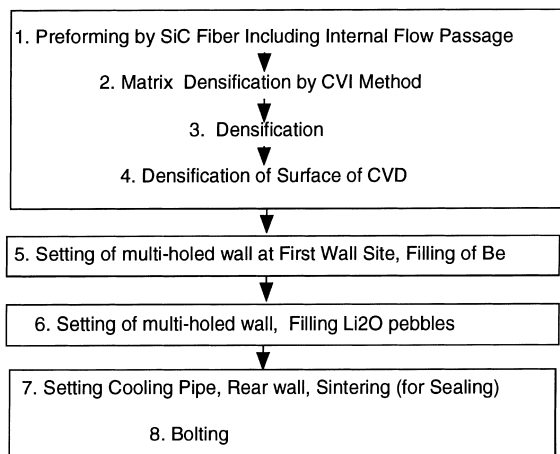 1. Preforming by SiC Fiber Including Internal Flow Passage
2. Matrix Densification by CVI Method
3. Densification
4. Densification of Surface of CVD
5. Setting of multi-holed wall at First Wall Site, Filling of Be
6. Setting of multi-holed wall, Filling Li2O pebbles
7. Setting Cooling Pipe, Rear wall, Sintering (for Sealing)
8. Bolting